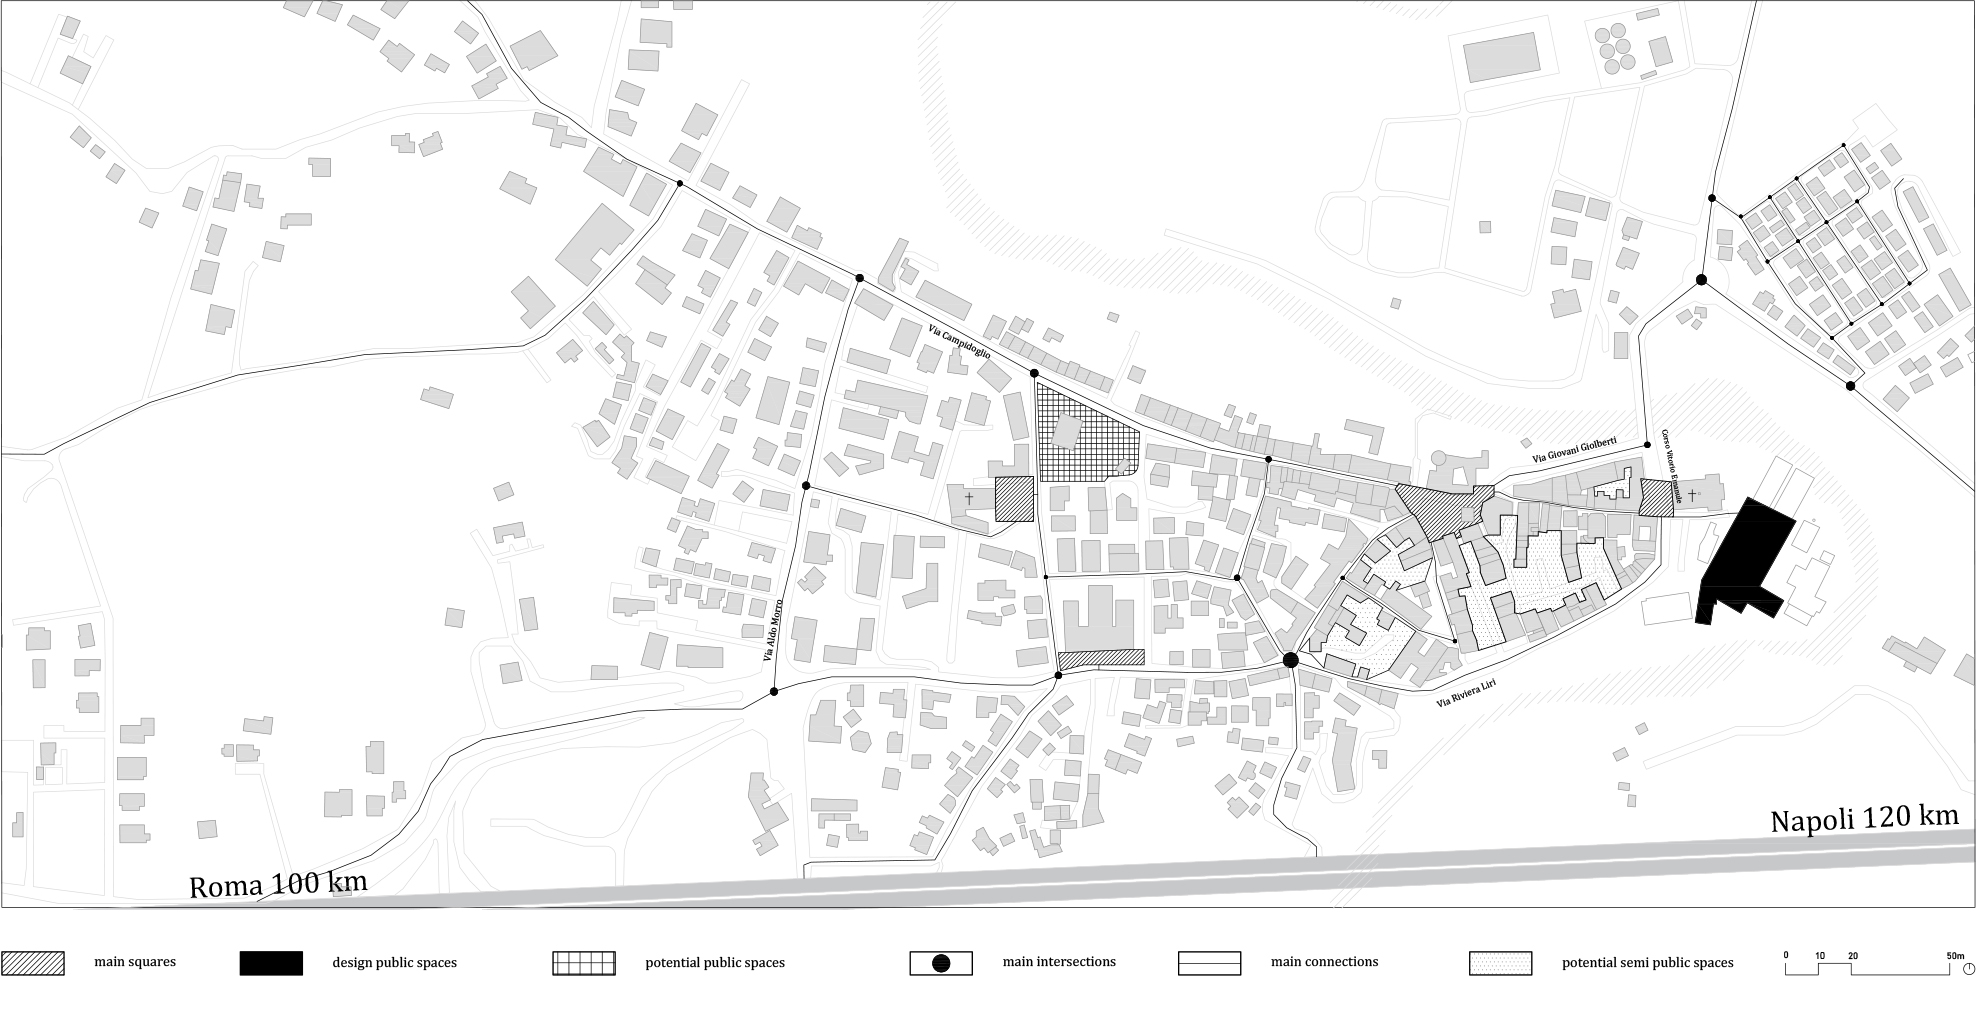 Via Campidoglio
Via Giovani Giolberti
Corso Vitorio Emanule
Via Aldo Morro
Via Riviera Liri
Napoli 120 km
Roma 100 km
main squares
design public spaces
potential public spaces
main intersections
main connections
potential semi public spaces
0 10 20 50m